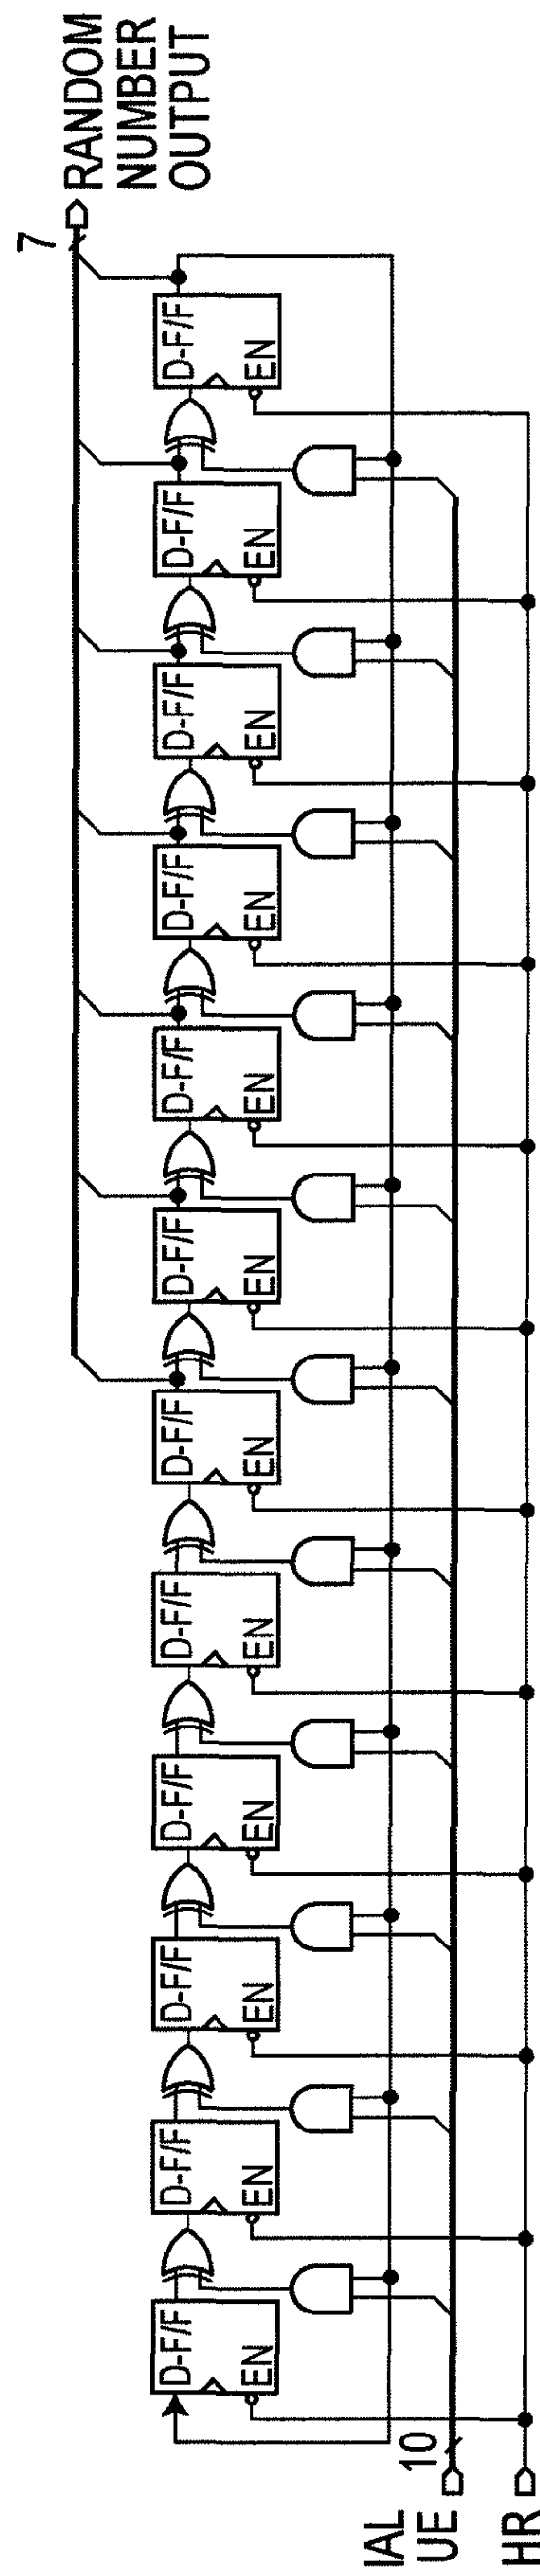 7
RANDOM
NUMBER
OUTPUT
D-F/F
EN
D-F/F
EN
D-F/F
EN
D-F/F
EN
D-F/F
EN
D-F/F
EN
D-F/F
EN
D-F/F
EN
D-F/F
EN
D-F/F
EN
D-F/F
EN
D-F/F
EN
10
IAL
UE
HR